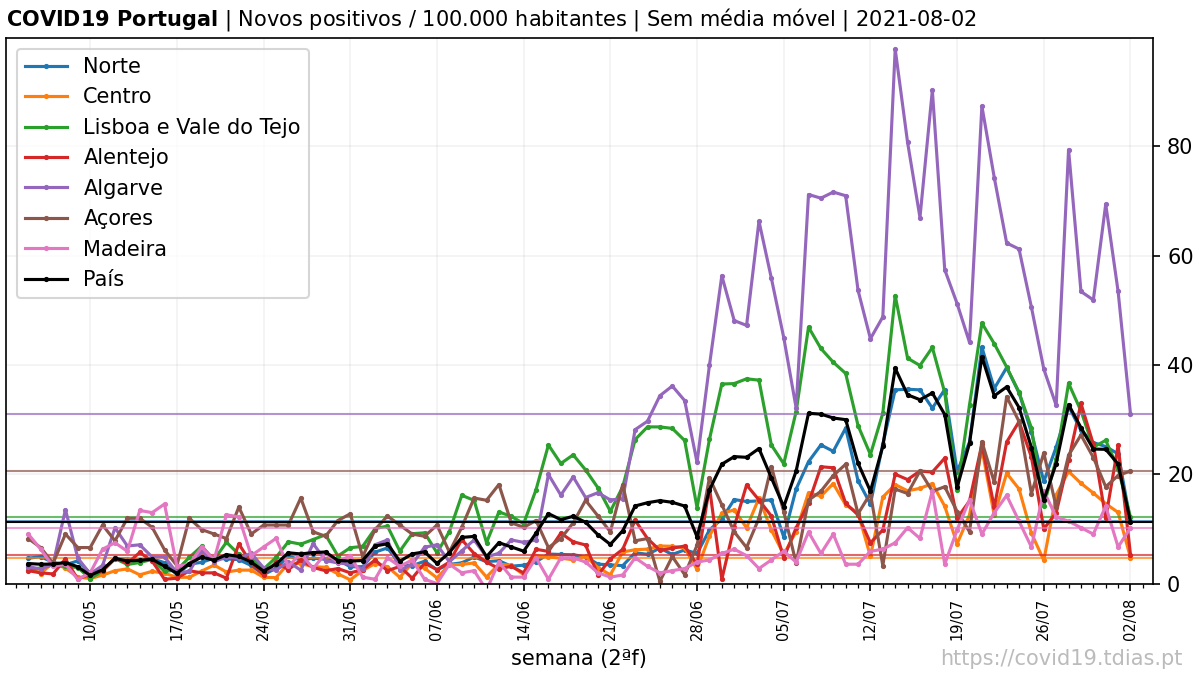 COVID19 Portugal | Novos positivos / 100.000 habitantes | Sem média móvel | 2021-08-02
Norte
Centro
Lisboa e Vale do Tejo
Alentejo
Algarve
Açores
Madeira
País
80
60
40
20
0
10/05
17/05
24/05
31/05
07/06
14/06
21/06
28/06
05/07
12/07
19/07
26/07
02/08
semana (2ªf)
https://covid19.tdias.pt